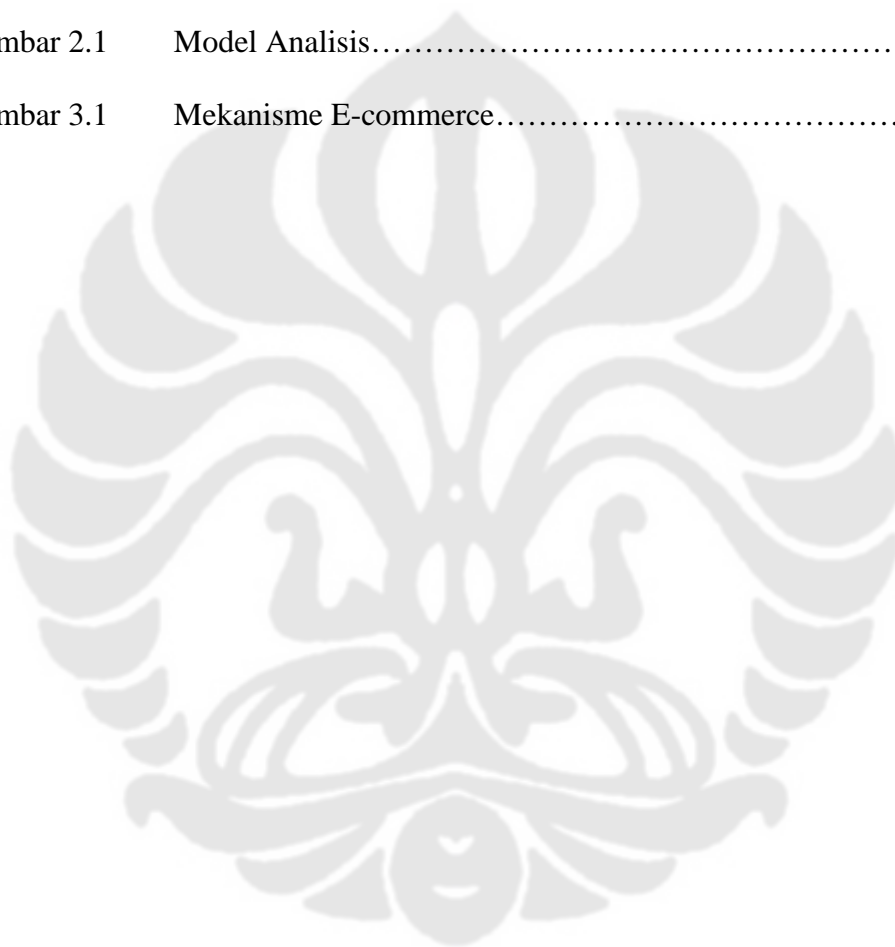 mbar 2.1 Model Analisis……………………………………………………
mbar 3.1 Mekanisme E-commerce………………………………………